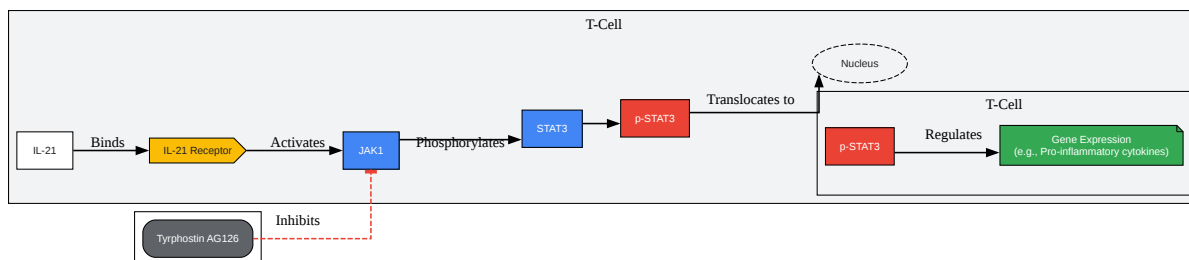 T-Cell
Nucleus
Translocates to
T-Cell
IL-21
Binds
IL-21 Receptor
Activates
JAK1
Phosphorylates
STAT3
p-STAT3
p-STAT3
Regulates
Gene Expression
(e.g., Pro-inflammatory cytokines)
Inhibits
Tyrphostin AG126